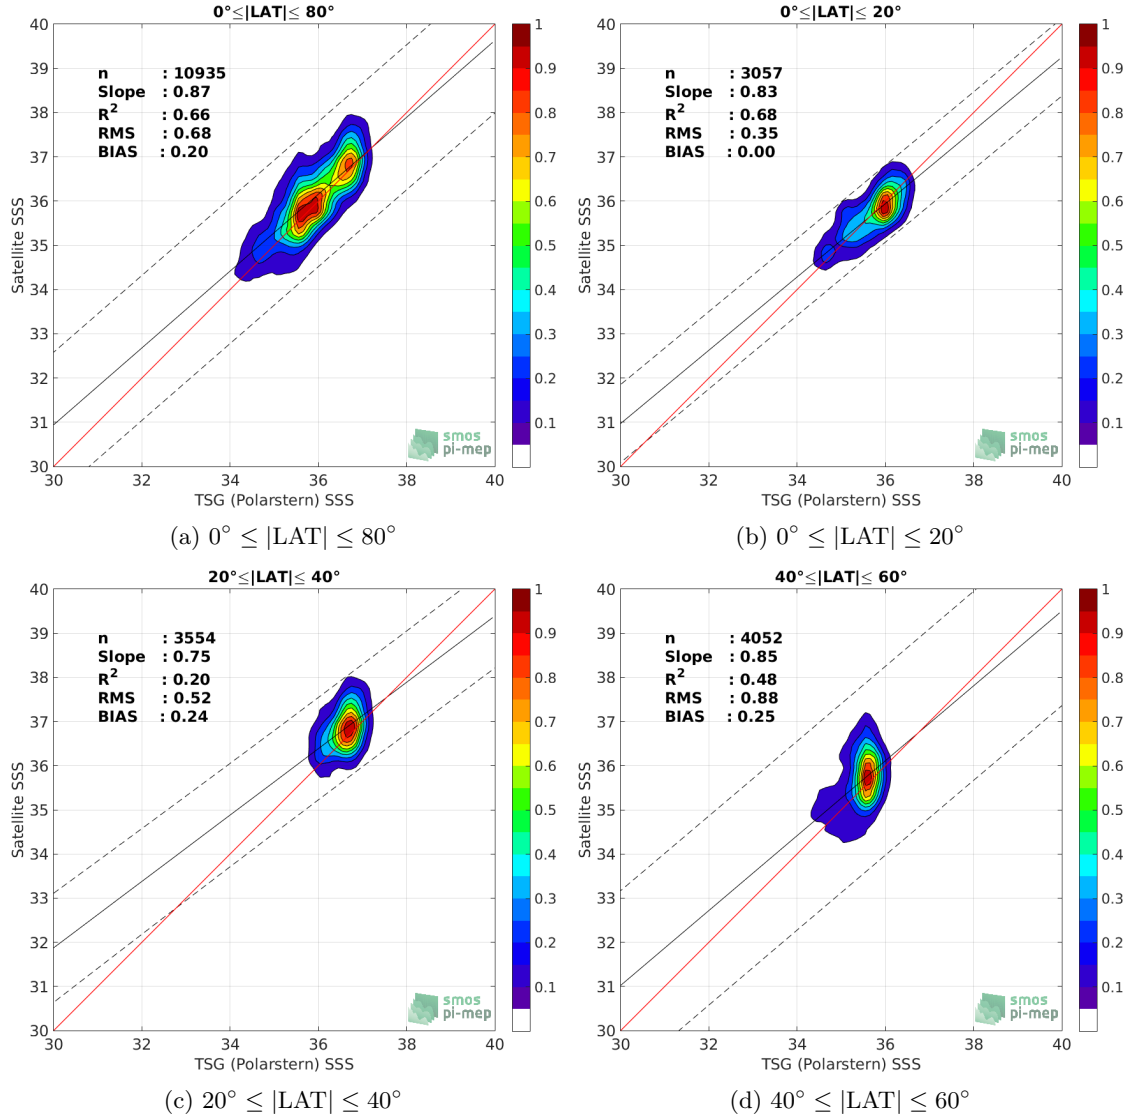 0°≤|LAT|≤ 80°
40
39
38
37
36
35
34
33
32
31
30
n : 10935
Slope : 0.87
R² : 0.66
RMS : 0.68
BIAS : 0.20
Satellite SSS
30 32 34 36 38 40
TSG (Polarstern) SSS
smos
pi-mep
1
0.9
0.8
0.7
0.6
0.5
0.4
0.3
0.2
0.1
(a) 0° ≤ |LAT| ≤ 80°
0°≤|LAT|≤ 20°
40
39
38
37
36
35
34
33
32
31
30
n : 3057
Slope : 0.83
R² : 0.68
RMS : 0.35
BIAS : 0.00
Satellite SSS
30 32 34 36 38 40
TSG (Polarstern) SSS
smos
pi-mep
1
0.9
0.8
0.7
0.6
0.5
0.4
0.3
0.2
0.1
(b) 0° ≤ |LAT| ≤ 20°
20°≤|LAT|≤ 40°
40
39
38
37
36
35
34
33
32
31
30
n : 3554
Slope : 0.75
R² : 0.20
RMS : 0.52
BIAS : 0.24
Satellite SSS
30 32 34 36 38 40
TSG (Polarstern) SSS
smos
pi-mep
1
0.9
0.8
0.7
0.6
0.5
0.4
0.3
0.2
0.1
(c) 20° ≤ |LAT| ≤ 40°
40°≤|LAT|≤ 60°
40
39
38
37
36
35
34
33
32
31
30
n : 4052
Slope : 0.85
R² : 0.48
RMS : 0.88
BIAS : 0.25
Satellite SSS
30 32 34 36 38 40
TSG (Polarstern) SSS
smos
pi-mep
1
0.9
0.8
0.7
0.6
0.5
0.4
0.3
0.2
0.1
(d) 40° ≤ |LAT| ≤ 60°